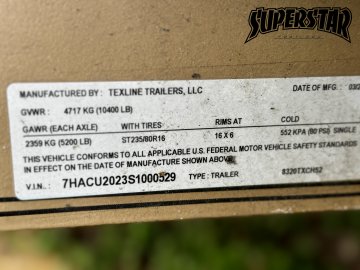 SUPERSTAR
MANUFACTURED BY: TEXLINE TRAILERS, LLC DATE OF MFG.: 03/2
GVWR: 4717 KG (10400 LB)
GAWR (EACH AXLE) WITH TIRES RIMS AT COLD
2359 KG (5200 LB) ST235/80R16 16 X 6 552 KPA (80 PSI) SINGLE
THIS VEHICLE CONFORMS TO ALL APPLICABLE U.S. FEDERAL MOTOR VEHICLE SAFETY STANDARDS
IN EFFECT ON THE DATE OF MANUFACTURE SHOWN ABOVE
V.I.N.: 7HACU2023S1000529 TYPE : TRAILER 8320TXCH52